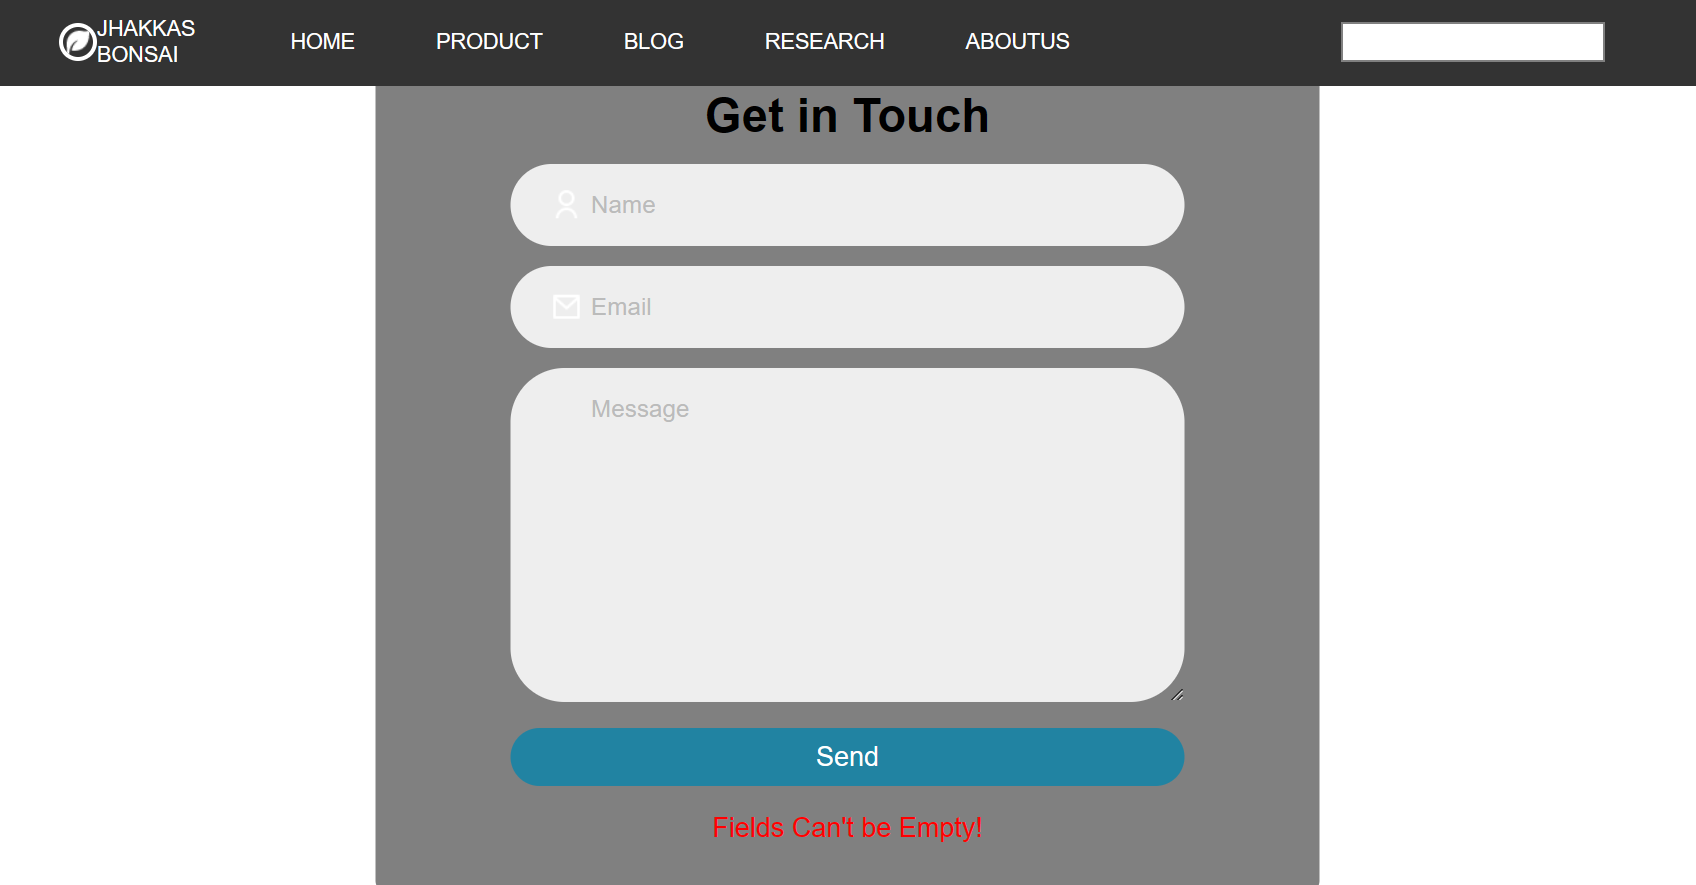 JHAKKAS
BONSAI
HOME
PRODUCT
BLOG
RESEARCH
ABOUTUS
Get in Touch
Name
Email
Message
Send
Fields Can't be Empty!